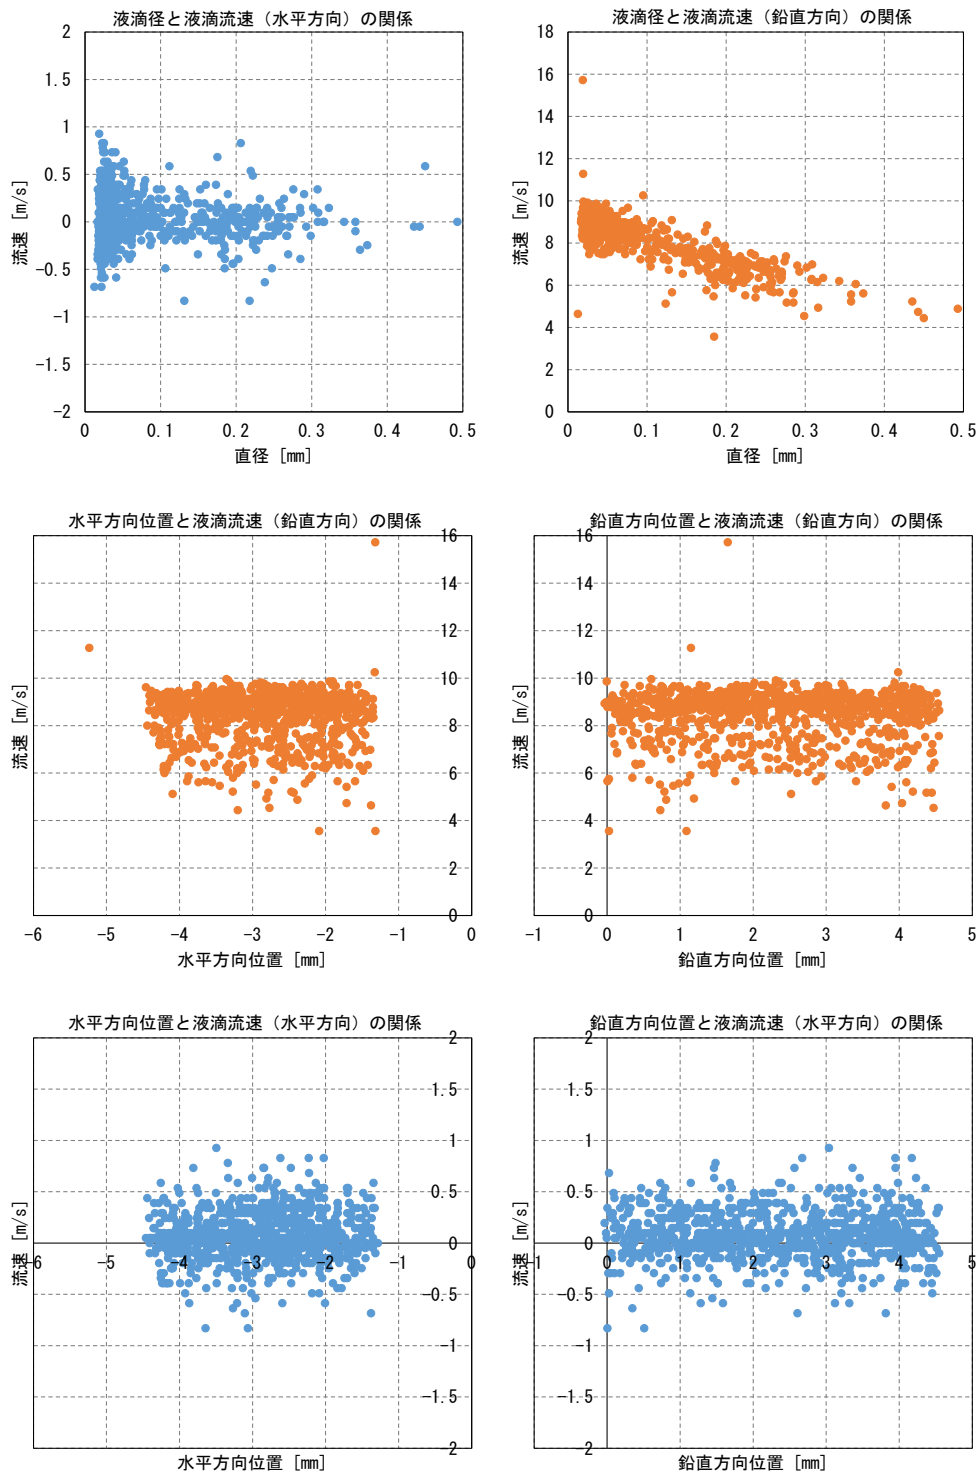 液滴径と液滴流速（水平方向）の関係
2
1.5
1
0.5
0
-0.5
-1
-1.5
-2
流速 [m/s]
0 0.1 0.2 0.3 0.4 0.5
直径 [mm]
液滴径と液滴流速（鉛直方向）の関係
18
16
14
12
10
8
6
4
2
0
流速 [m/s]
0 0.1 0.2 0.3 0.4 0.5
直径 [mm]
水平方向位置と液滴流速（鉛直方向）の関係
16
14
12
10
8
6
4
2
0
流速 [m/s]
-6 -5 -4 -3 -2 -1 0
水平方向位置 [mm]
鉛直方向位置と液滴流速（鉛直方向）の関係
16
14
12
10
8
6
4
2
0
流速 [m/s]
-1 0 1 2 3 4 5
鉛直方向位置 [mm]
水平方向位置と液滴流速（水平方向）の関係
2
1.5
1
0.5
0
-0.5
-1
-1.5
-2
流速 [m/s]
-6 -5 -4 -3 -2 -1 0
水平方向位置 [mm]
鉛直方向位置と液滴流速（水平方向）の関係
2
1.5
1
0.5
0
-0.5
-1
-1.5
-2
流速 [m/s]
-1 0 1 2 3 4 5
鉛直方向位置 [mm]